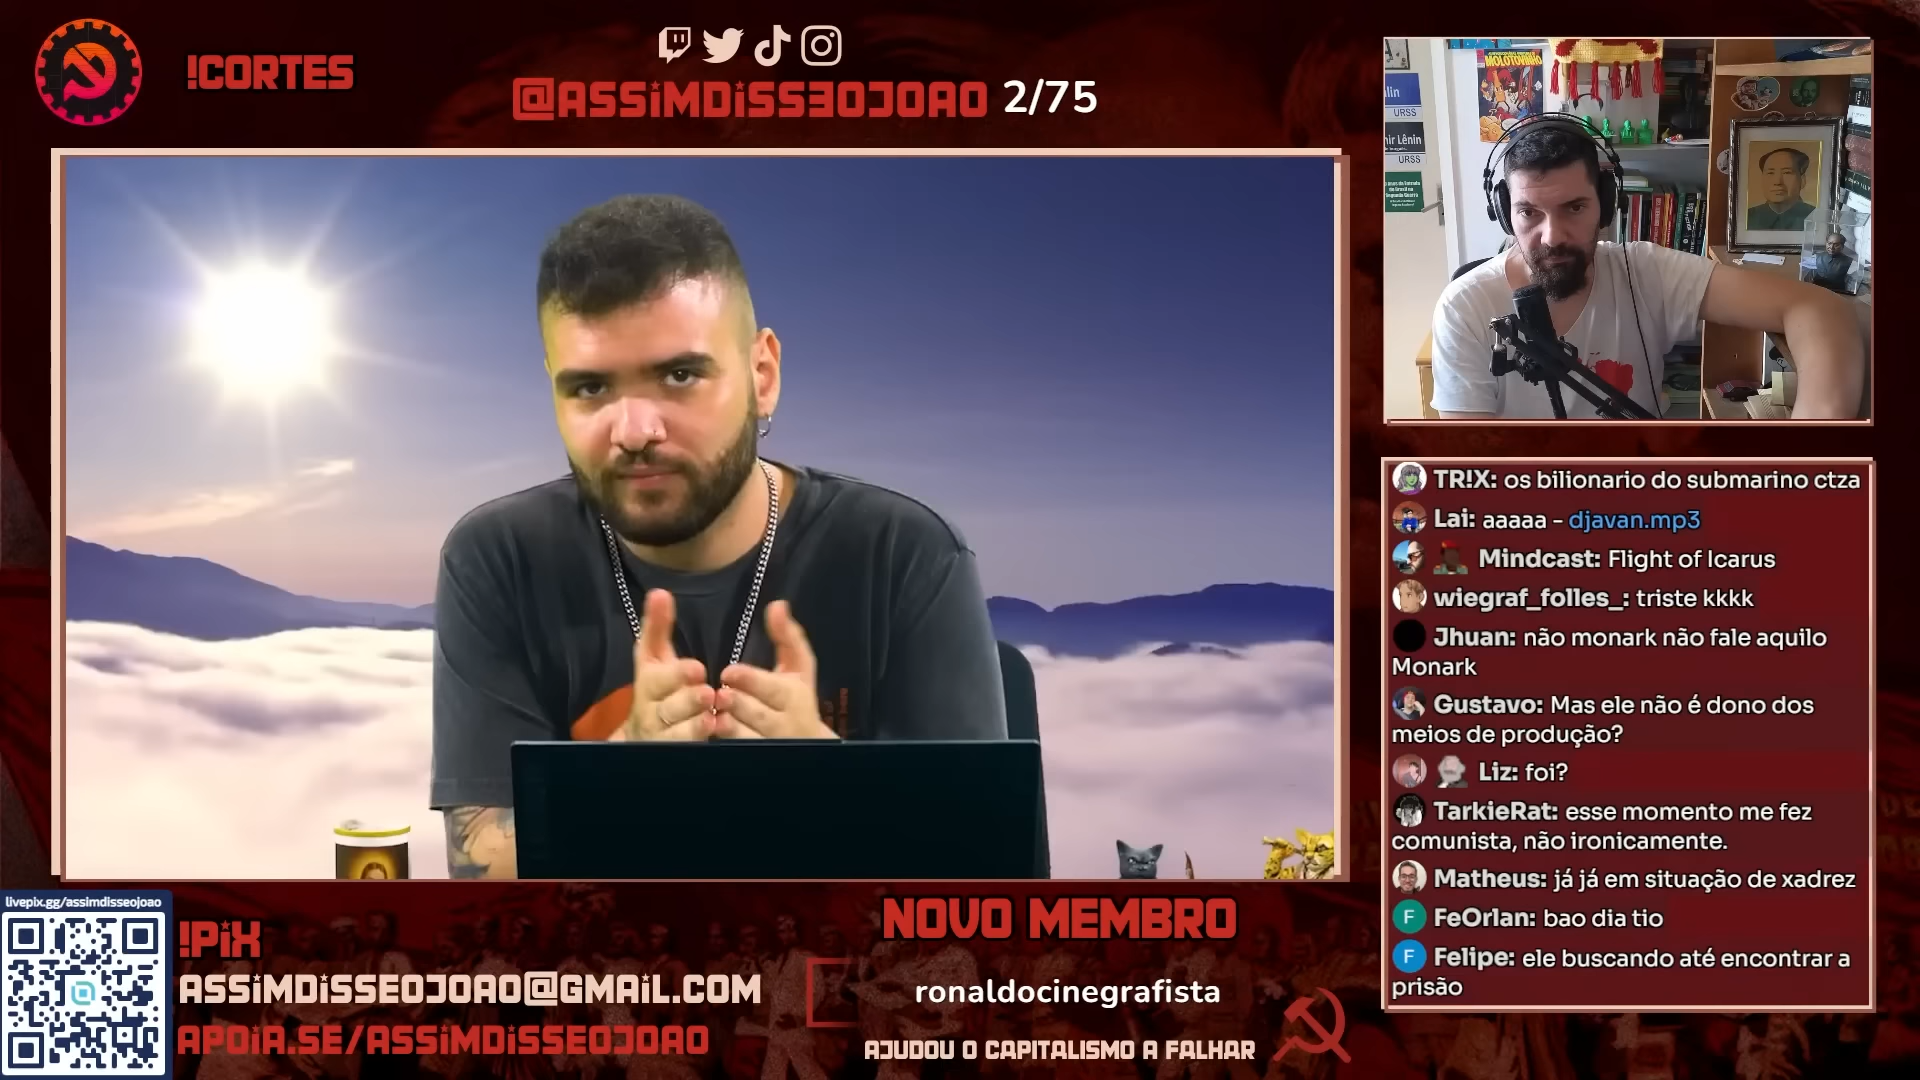 !CORTES
@ASSIMDISSEOJOAO 2/75
MOLOTOVINHO
lin
URSS
nir Lênin
URSS
TR!X: os bilionario do submarino ctza
Lai: aaaaa - djavan.mp3
Mindcast: Flight of Icarus
wiegraf_folles_: triste kkkk
Jhuan: não monark não fale aquilo
Monark
Gustavo: Mas ele não é dono dos
meios de produção?
Liz: foi?
TarkieRat: esse momento me fez
comunista, não ironicamente.
Matheus: já já em situação de xadrez
F FeOrlan: bao dia tio
F Felipe: ele buscando até encontrar a
prisão
livepix.gg/assimdisseojoao
!PIX
ASSIMDISSEOJOAO@GMAIL.COM
APOIA.SE/ASSIMDISSEOJOAO
NOVO MEMBRO
ronaldocinegrafista
AJUDOU O CAPITALISMO A FALHAR